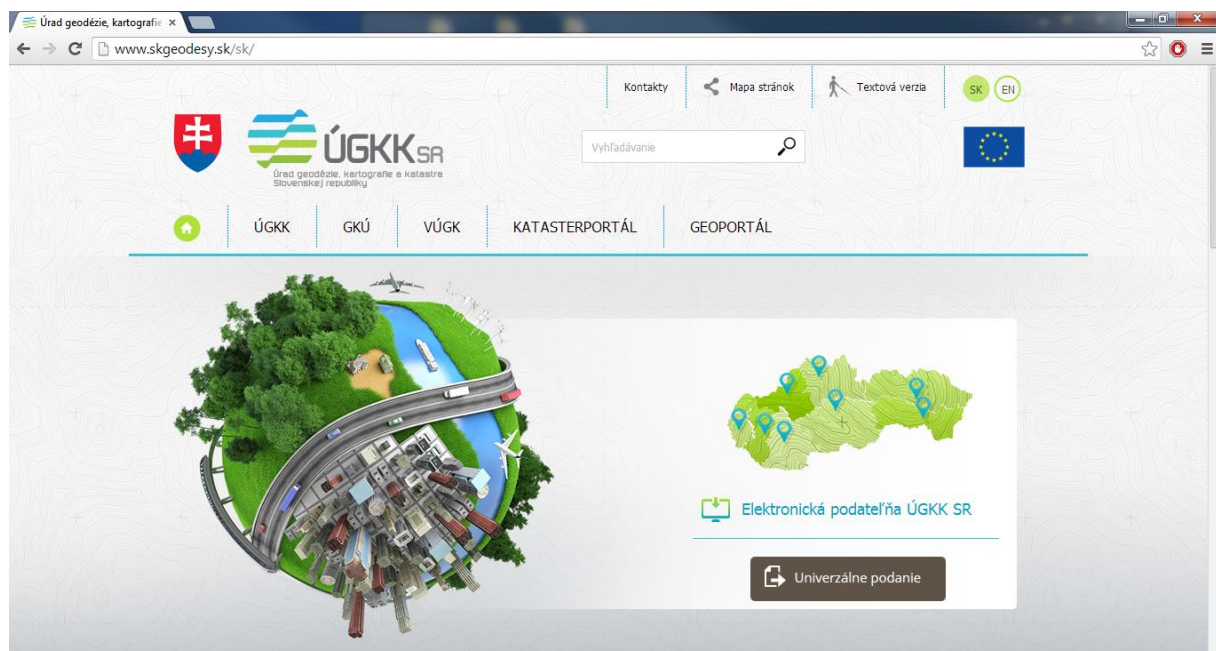 Úrad geodézie, kartografie
www.skgeodesy.sk/sk/
Kontakty Mapa stránok Textová verzia SK EN
ÚGKK SR
Úrad geodézie, kartografie a katastra
Slovenskej republiky
Vyhľadávanie
ÚGKK GKÚ VÚGK KATASTERPORTÁL GEOPORTÁL
Elektronická podateľňa ÚGKK SR
Univerzálne podanie